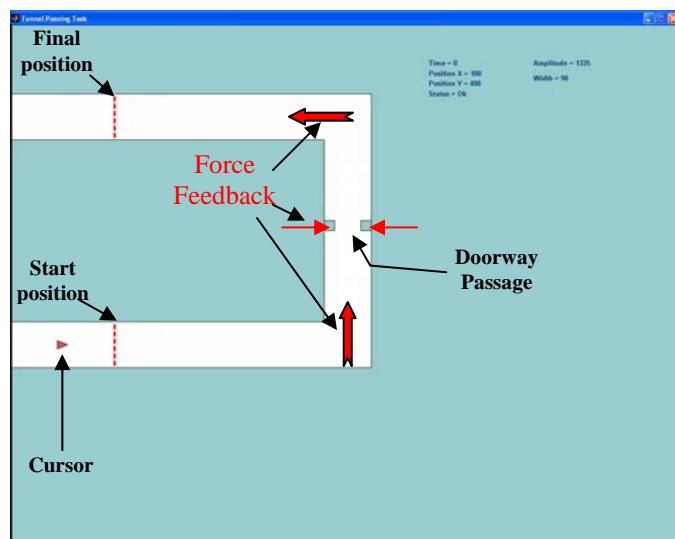 Tunnel Passing Task
Final
position
Time = 0
Position X = 100
Position Y = 400
Status = Ok
Amplitude = 1335
Width = 90
Force
Feedback
Doorway
Passage
Start
position
Cursor